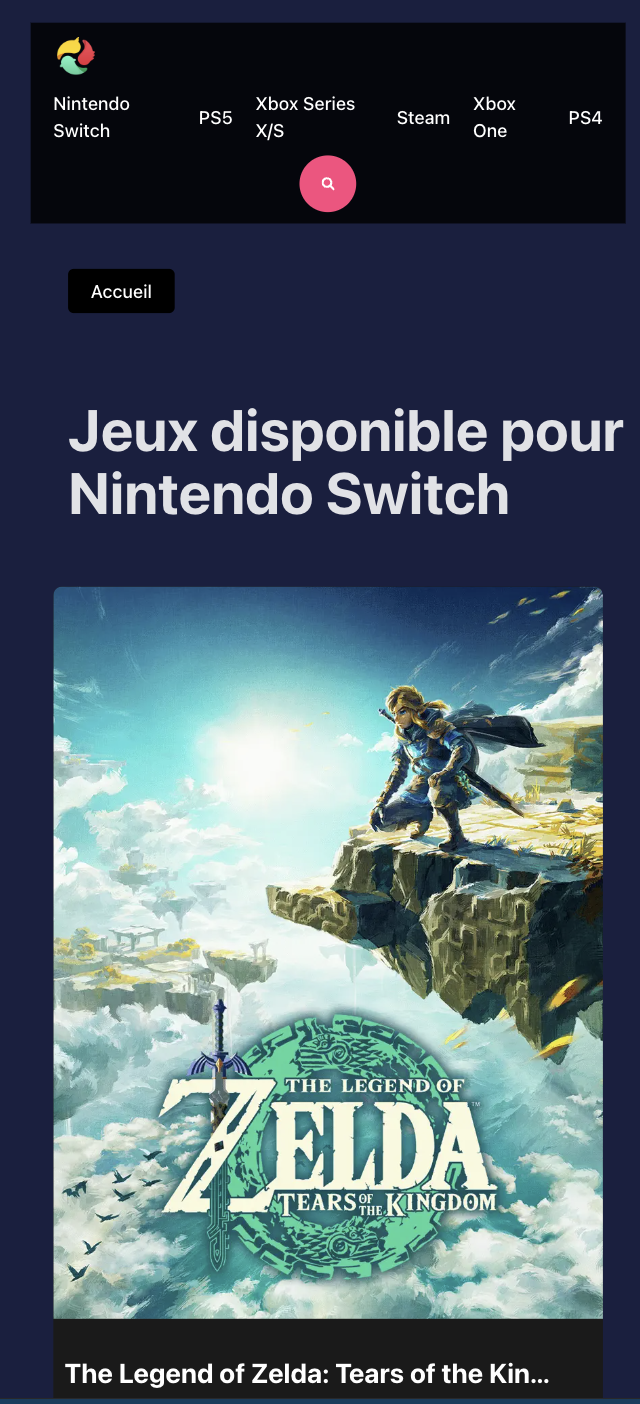 Nintendo Switch
PS5
Xbox Series X/S
Steam
Xbox One
PS4
Accueil
Jeux disponible pour
Nintendo Switch
THE LEGEND OF
ZELDA
TEARS OF THE KINGDOM
TM
The Legend of Zelda: Tears of the Kin...